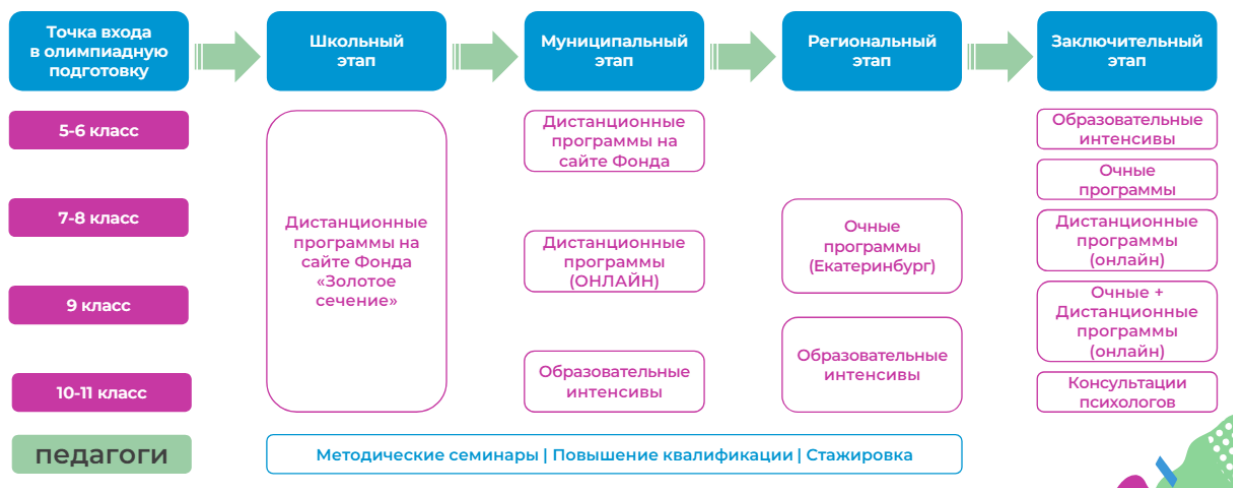 Точка входа
в олимпиадную
подготовку
Школьный
этап
Муниципальный
этап
Региональный
этап
Заключительный
этап
5-6 класс
7-8 класс
9 класс
10-11 класс
Дистанционные
программы на
сайте Фонда
«Золотое
сечение»
Дистанционные
программы на
сайте Фонда
Дистанционные
программы
(ОНЛАЙН)
Образовательные
интенсивы
Очные
программы
(Екатеринбург)
Образовательные
интенсивы
Образовательные
интенсивы
Очные
программы
Дистанционные
программы
(онлайн)
Очные +
Дистанционные
программы
(онлайн)
Консультации
психологов
педагоги
Методические семинары | Повышение квалификации | Стажировка